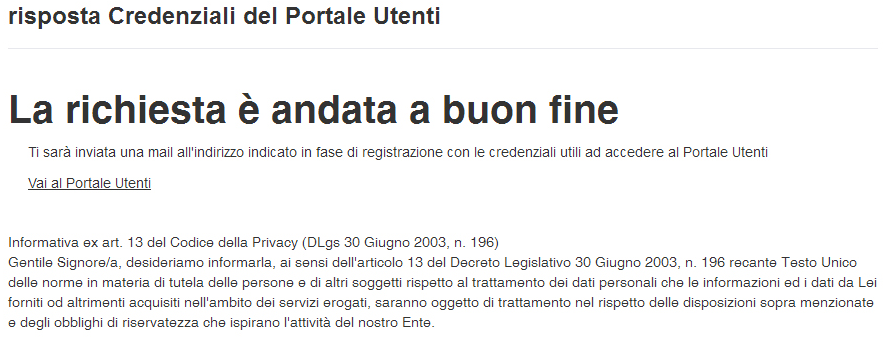 risposta Credenziali del Portale Utenti
La richiesta è andata a buon fine
Ti sarà inviata una mail all'indirizzo indicato in fase di registrazione con le credenziali utili ad accedere al Portale Utenti
Vai al Portale Utenti
Informativa ex art. 13 del Codice della Privacy (DLgs 30 Giugno 2003, n. 196)
Gentile Signore/a, desideriamo informarla, ai sensi dell'articolo 13 del Decreto Legislativo 30 Giugno 2003, n. 196 recante Testo Unico
delle norme in materia di tutela delle persone e di altri soggetti rispetto al trattamento dei dati personali che le informazioni ed i dati da Lei
forniti od altrimenti acquisiti nell'ambito dei servizi erogati, saranno oggetto di trattamento nel rispetto delle disposizioni sopra menzionate
e degli obblighi di riservatezza che ispirano l'attività del nostro Ente.